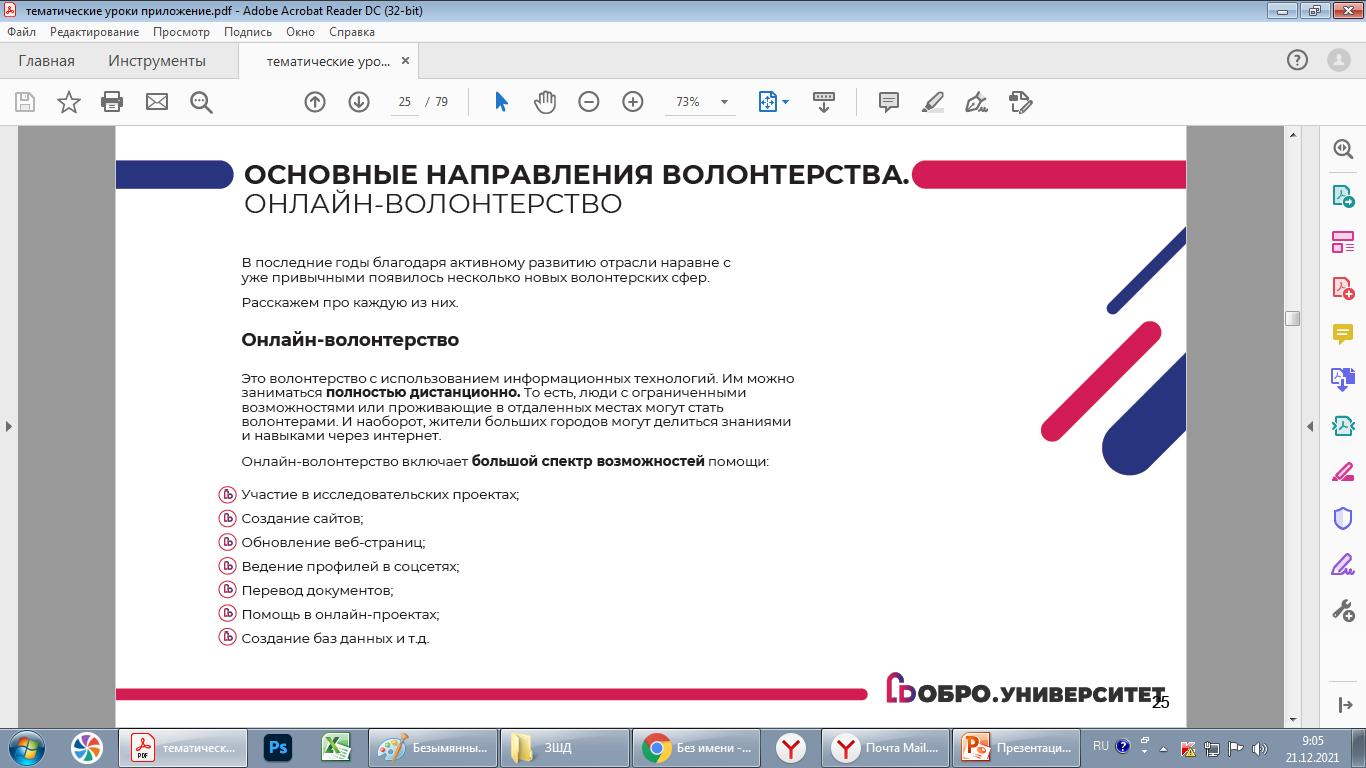 тематические уроки приложение.pdf - Adobe Acrobat Reader DC (32-bit)
Файл Редактирование Просмотр Подпись Окно Справка
Главная Инструменты тематические уро... ×
25 / 79 73%
ОСНОВНЫЕ НАПРАВЛЕНИЯ ВОЛОНТЕРСТВА.
ОНЛАЙН-ВОЛОНТЕРСТВО
В последние годы благодаря активному развитию отрасли наравне с
уже привычными появилось несколько новых волонтерских сфер.
Расскажем про каждую из них.
Онлайн-волонтерство
Это волонтерство с использованием информационных технологий. Им можно
заниматься полностью дистанционно. То есть, люди с ограниченными
возможностями или проживающие в отдаленных местах могут стать
волонтерами. И наоборот, жители больших городов могут делиться знаниями
и навыками через интернет.
Онлайн-волонтерство включает большой спектр возможностей помощи:
Участие в исследовательских проектах;
Создание сайтов;
Обновление веб-страниц;
Ведение профилей в соцсетях;
Перевод документов;
Помощь в онлайн-проектах;
Создание баз данных и т.д.
ДОБРО.УНИВЕРСИТЕТ
25
PDF тематическ... Ps Безымянны... ЗШД Без имени -... Почта Mail.... Презентаци... RU 9:05
21.12.2021